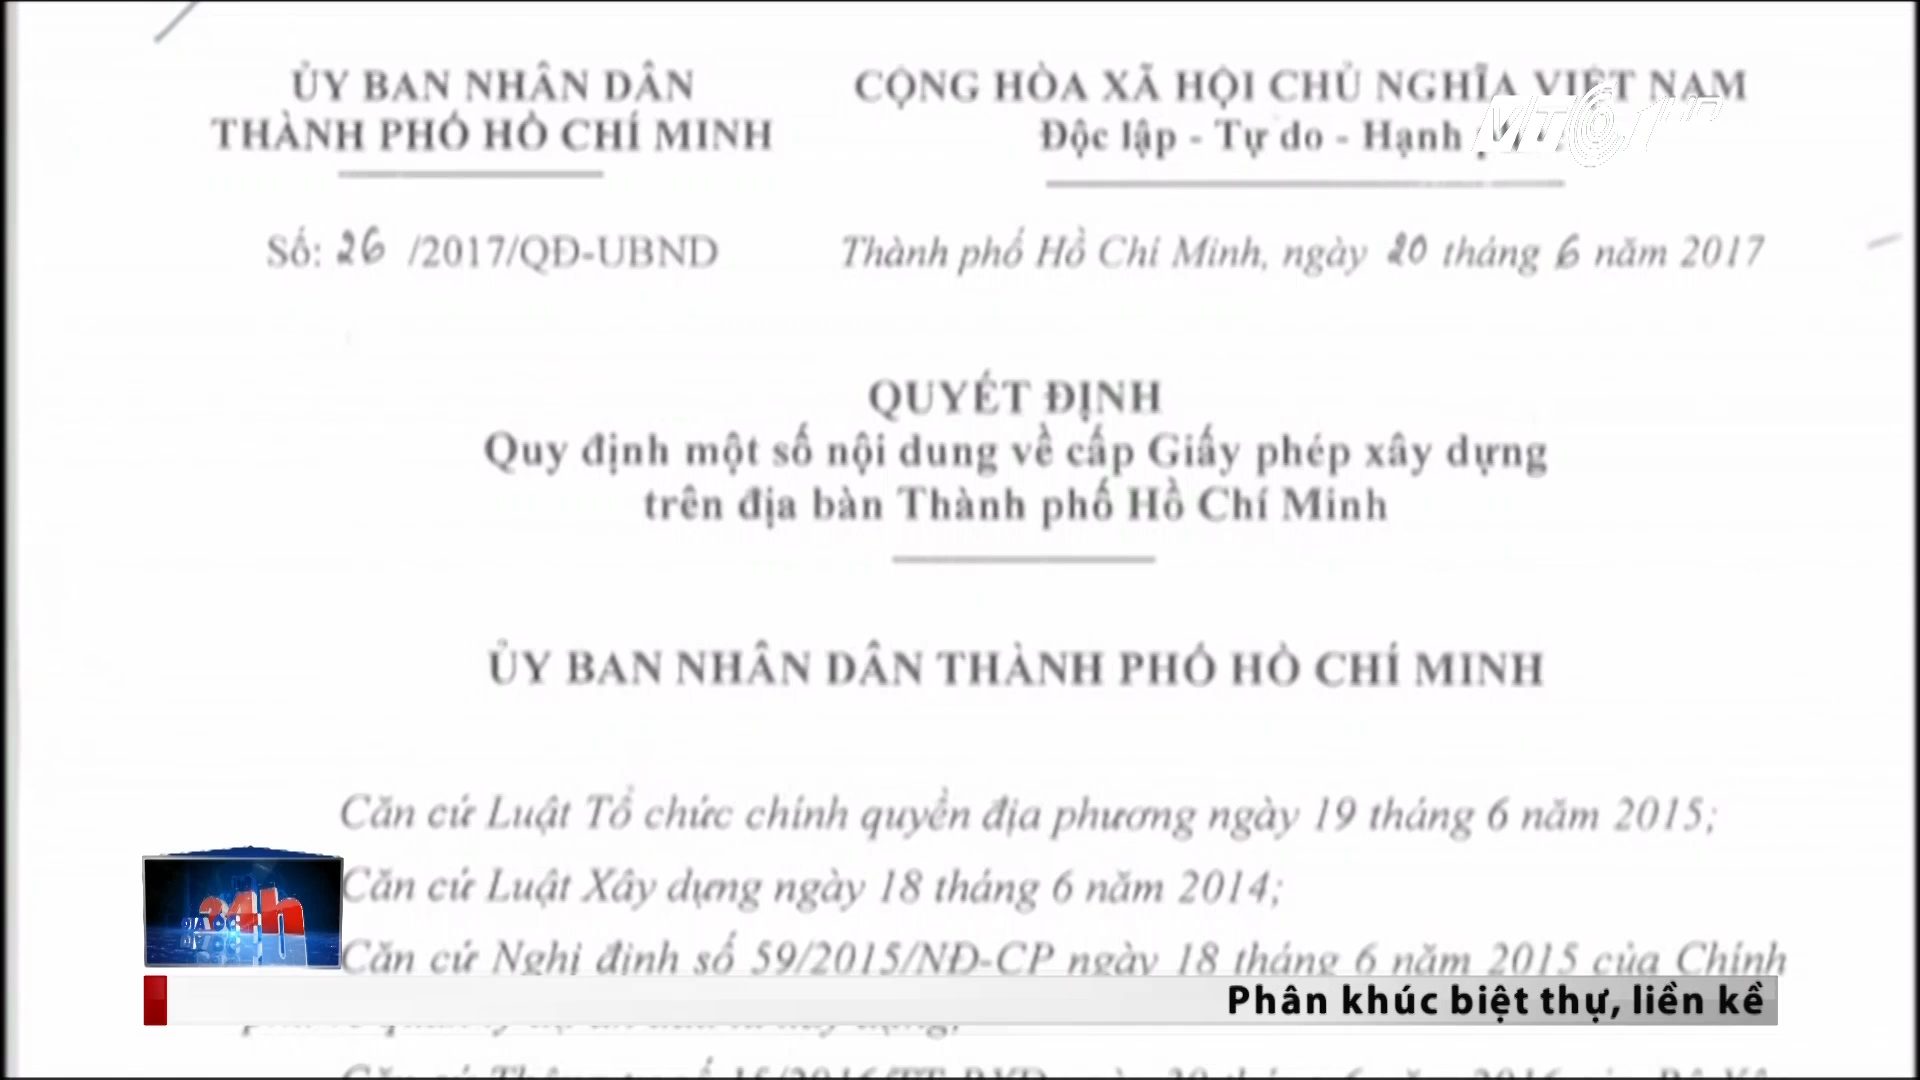 ỦY BAN NHÂN DÂN
THÀNH PHỐ HỒ CHÍ MINH
CỘNG HÒA XÃ HỘI CHỦ NGHĨA VIỆT NAM
Độc lập - Tự do - Hạnh
VTC1
Số: 26 /2017/QĐ-UBND
Thành phố Hồ Chí Minh, ngày 20 tháng 6 năm 2017
QUYẾT ĐỊNH
Quy định một số nội dung về cấp Giấy phép xây dựng
trên địa bàn Thành phố Hồ Chí Minh
ỦY BAN NHÂN DÂN THÀNH PHỐ HỒ CHÍ MINH
Căn cứ Luật Tổ chức chính quyền địa phương ngày 19 tháng 6 năm 2015;
Căn cứ Luật Xây dựng ngày 18 tháng 6 năm 2014;
Căn cứ Nghị định số 59/2015/NĐ-CP ngày 18 tháng 6 năm 2015 của Chính
24h
ĐỊA ỐC
Phân khúc biệt thự, liền kề